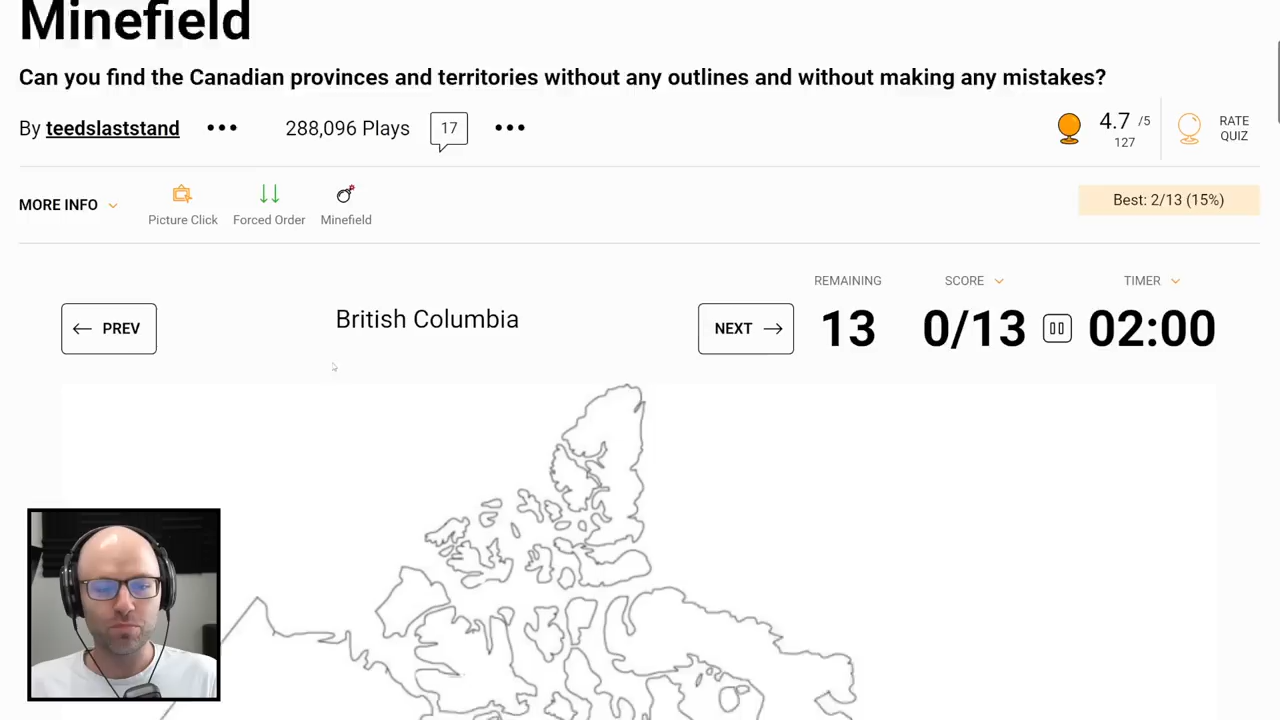 Minefield
Can you find the Canadian provinces and territories without any outlines and without making any mistakes?
By teedslaststand ••• 288,096 Plays 17 •••
4.7 /5
127
RATE
QUIZ
MORE INFO
Picture Click
Forced Order
Minefield
Best: 2/13 (15%)
← PREV
British Columbia
NEXT →
REMAINING
13
SCORE
0/13
TIMER
02:00